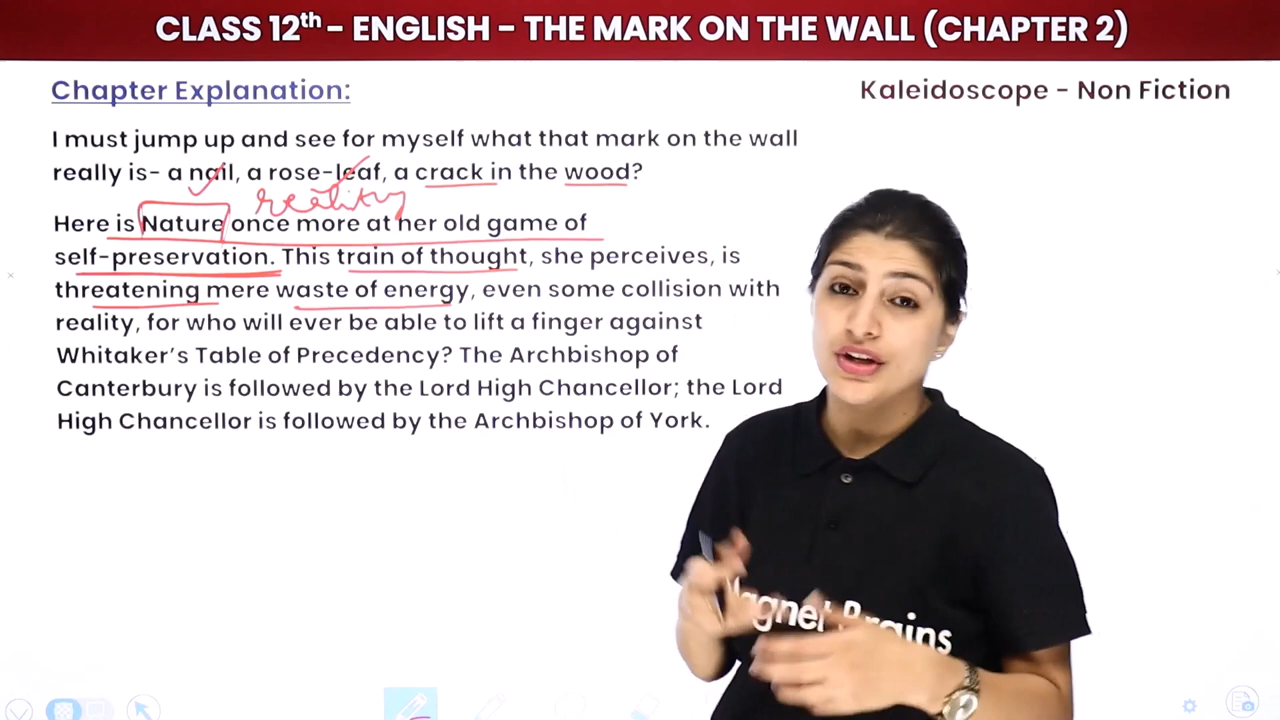 CLASS 12th - ENGLISH - THE MARK ON THE WALL (CHAPTER 2)
Chapter Explanation:
Kaleidoscope - Non Fiction
I must jump up and see for myself what that mark on the wall
really is- a nail, a rose-leaf, a crack in the wood?
reality
Here is Nature once more at her old game of
self-preservation. This train of thought, she perceives, is
threatening mere waste of energy, even some collision with
reality, for who will ever be able to lift a finger against
Whitaker's Table of Precedency? The Archbishop of
Canterbury is followed by the Lord High Chancellor; the Lord
High Chancellor is followed by the Archbishop of York.
Magnet Brains